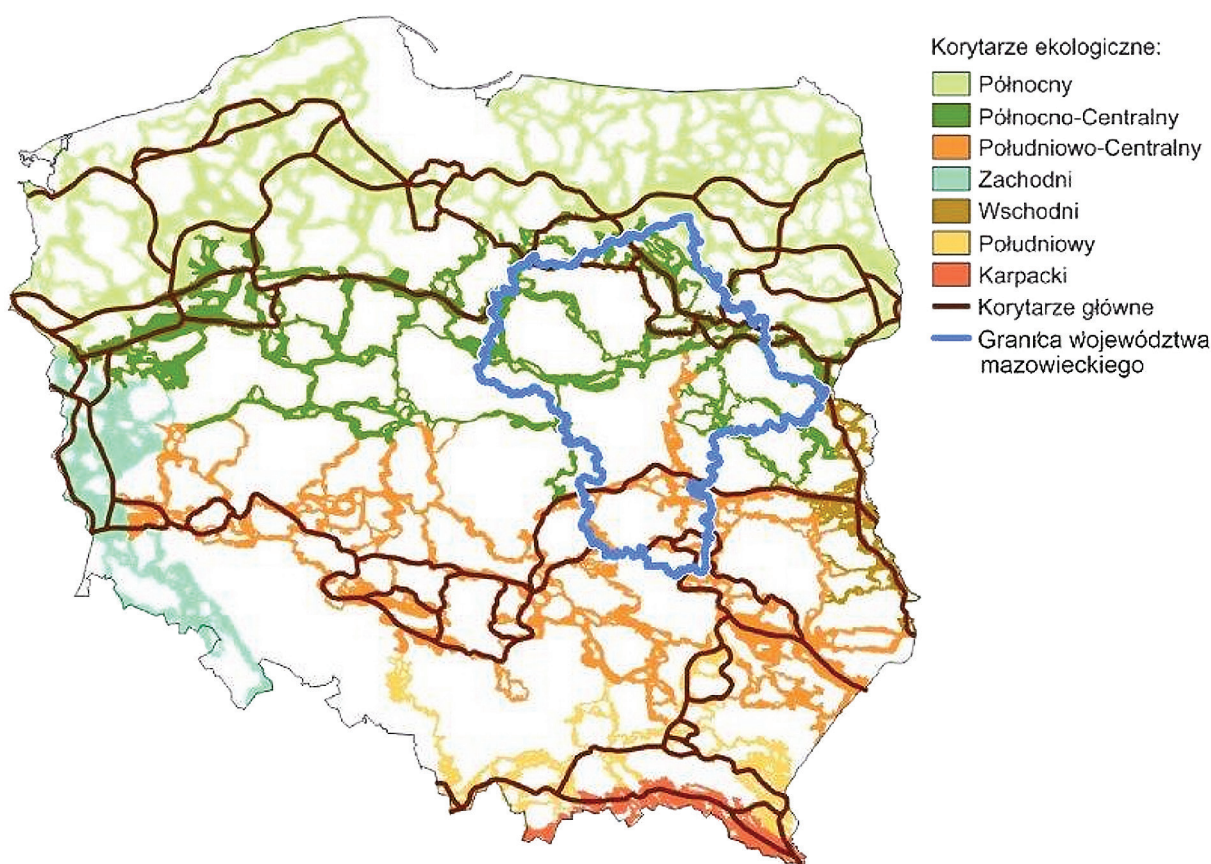 Korytarze ekologiczne:
Północny
Północno-Centralny
Południowo-Centralny
Zachodni
Wschodni
Południowy
Karpacki
Korytarze główne
Granica województwa
mazowieckiego